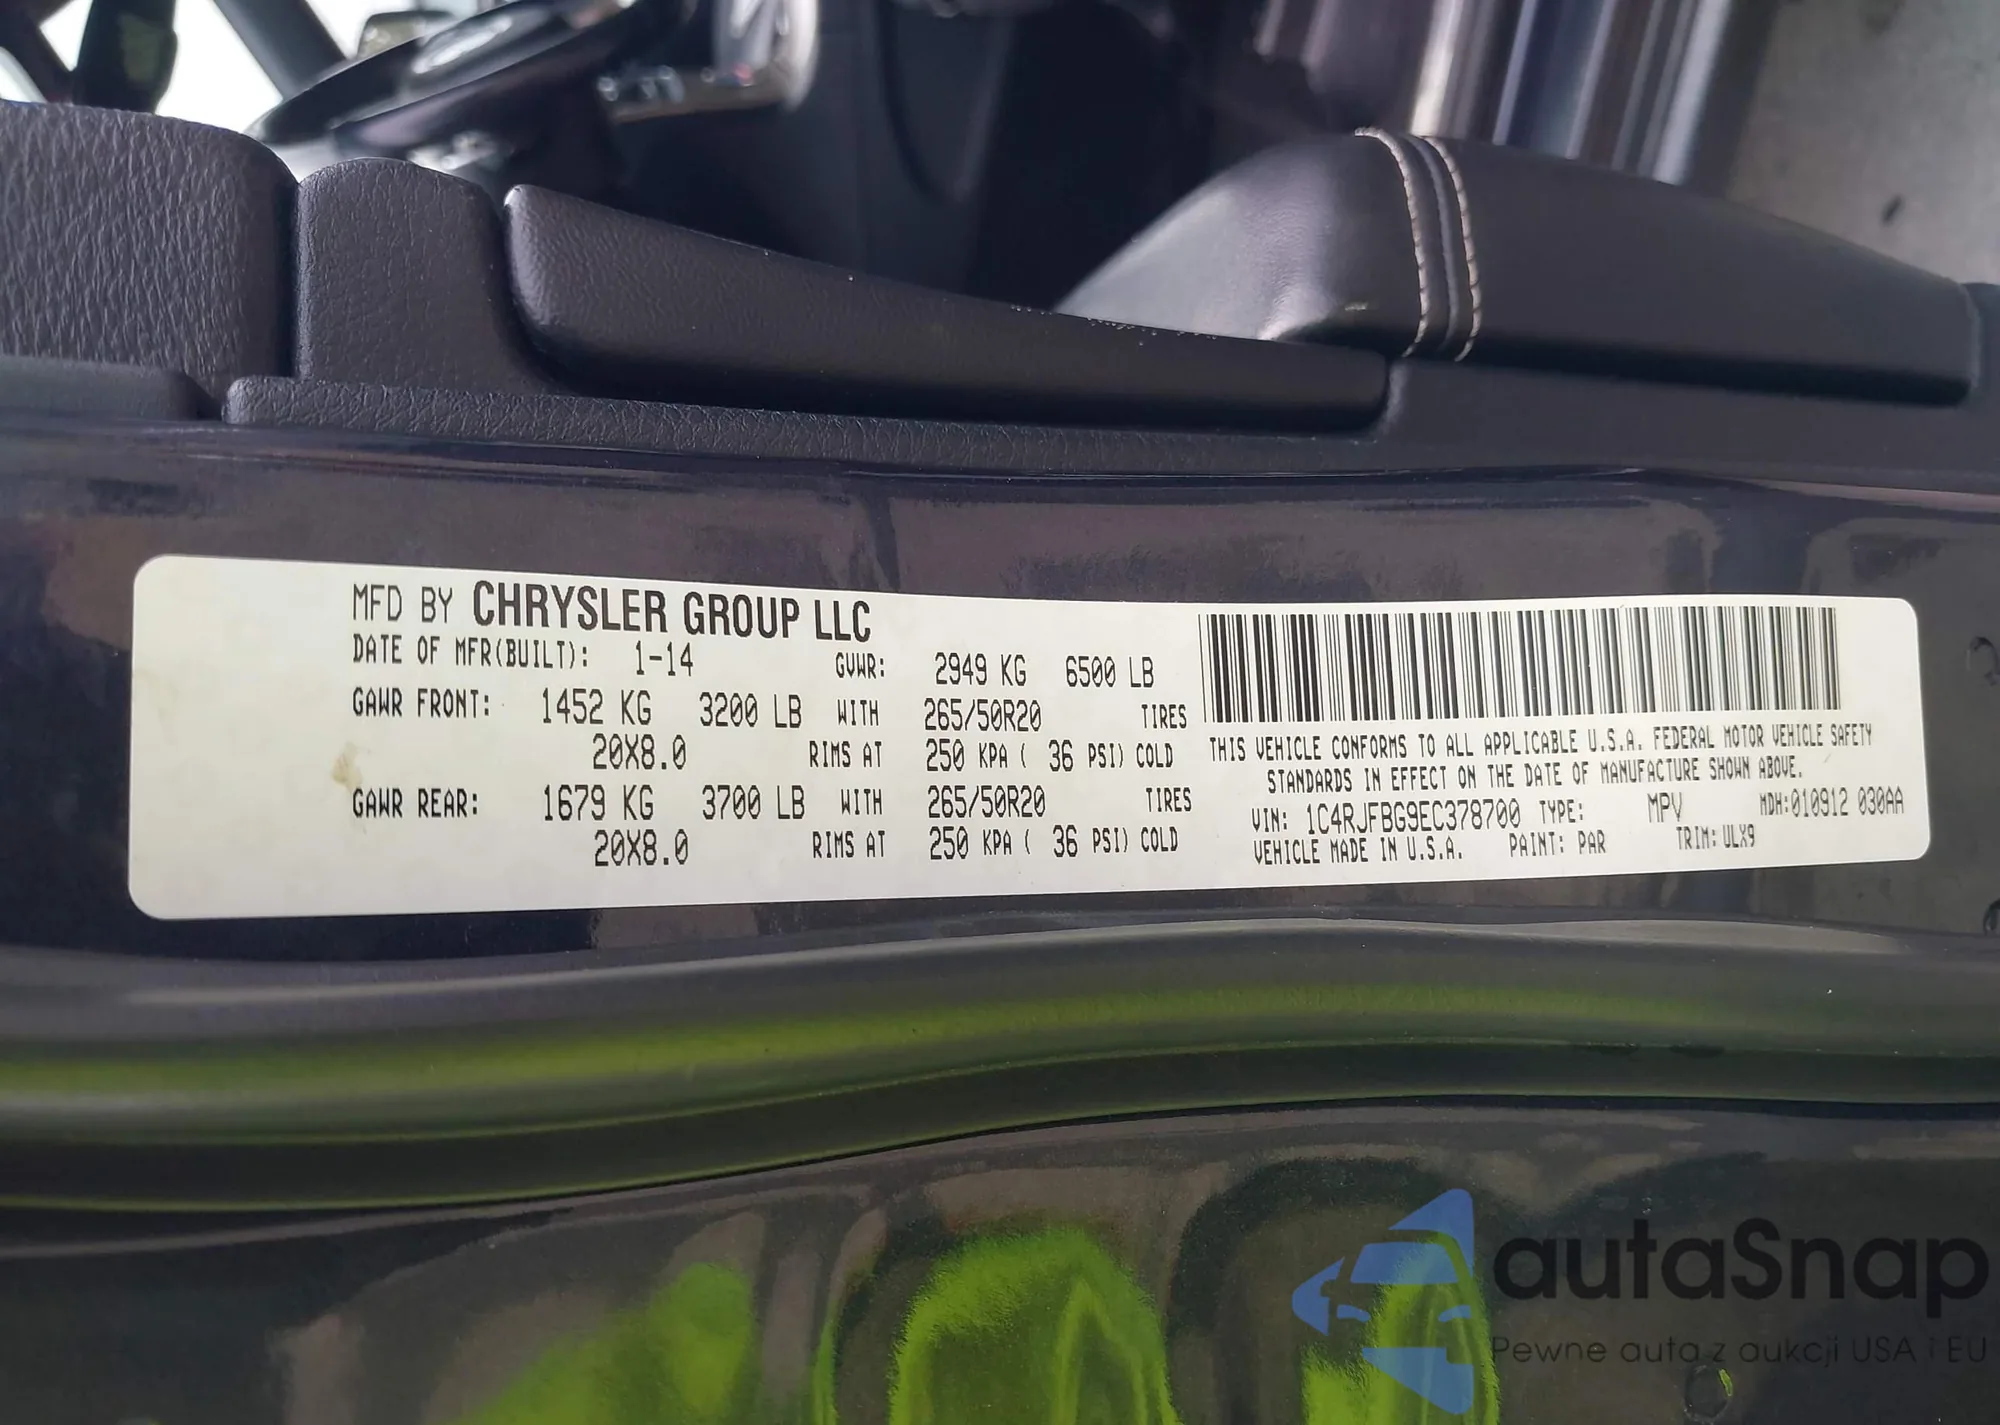 MFD BY CHRYSLER GROUP LLC
DATE OF MFR(BUILT): 1-14 GVWR: 2949 KG 6500 LB
GAWR FRONT: 1452 KG 3200 LB WITH 265/50R20 TIRES
20X8.0 RIMS AT 250 KPA ( 36 PSI) COLD
GAWR REAR: 1679 KG 3700 LB WITH 265/50R20 TIRES
20X8.0 RIMS AT 250 KPA ( 36 PSI) COLD
THIS VEHICLE CONFORMS TO ALL APPLICABLE U.S.A. FEDERAL MOTOR VEHICLE SAFETY
STANDARDS IN EFFECT ON THE DATE OF MANUFACTURE SHOWN ABOVE.
VIN: 1C4RJFBG9EC378700 TYPE: MPV MDH:010912 030AA
VEHICLE MADE IN U.S.A. PAINT: PAR TRIM: ULX9
autaSnap
Pewne auta z aukcji USA i EU